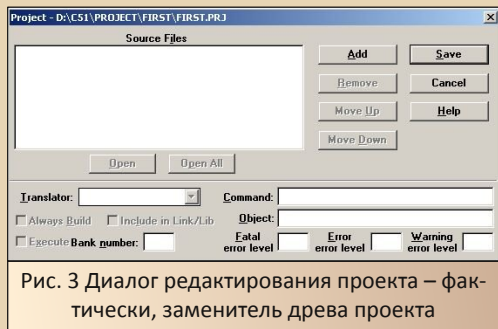 Project - D:\C51\PROJECT\FIRST\FIRST.PRJ
Source Files
Add
Save
Remove
Cancel
Move Up
Help
Move Down
Open
Open All
Translator:
Command:
Always Build
Include in Link/Lib
Object:
Execute
Bank number:
Fatal error level
Error error level
Warning error level
Рис. 3 Диалог редактирования проекта – фак-
тически, заменитель древа проекта